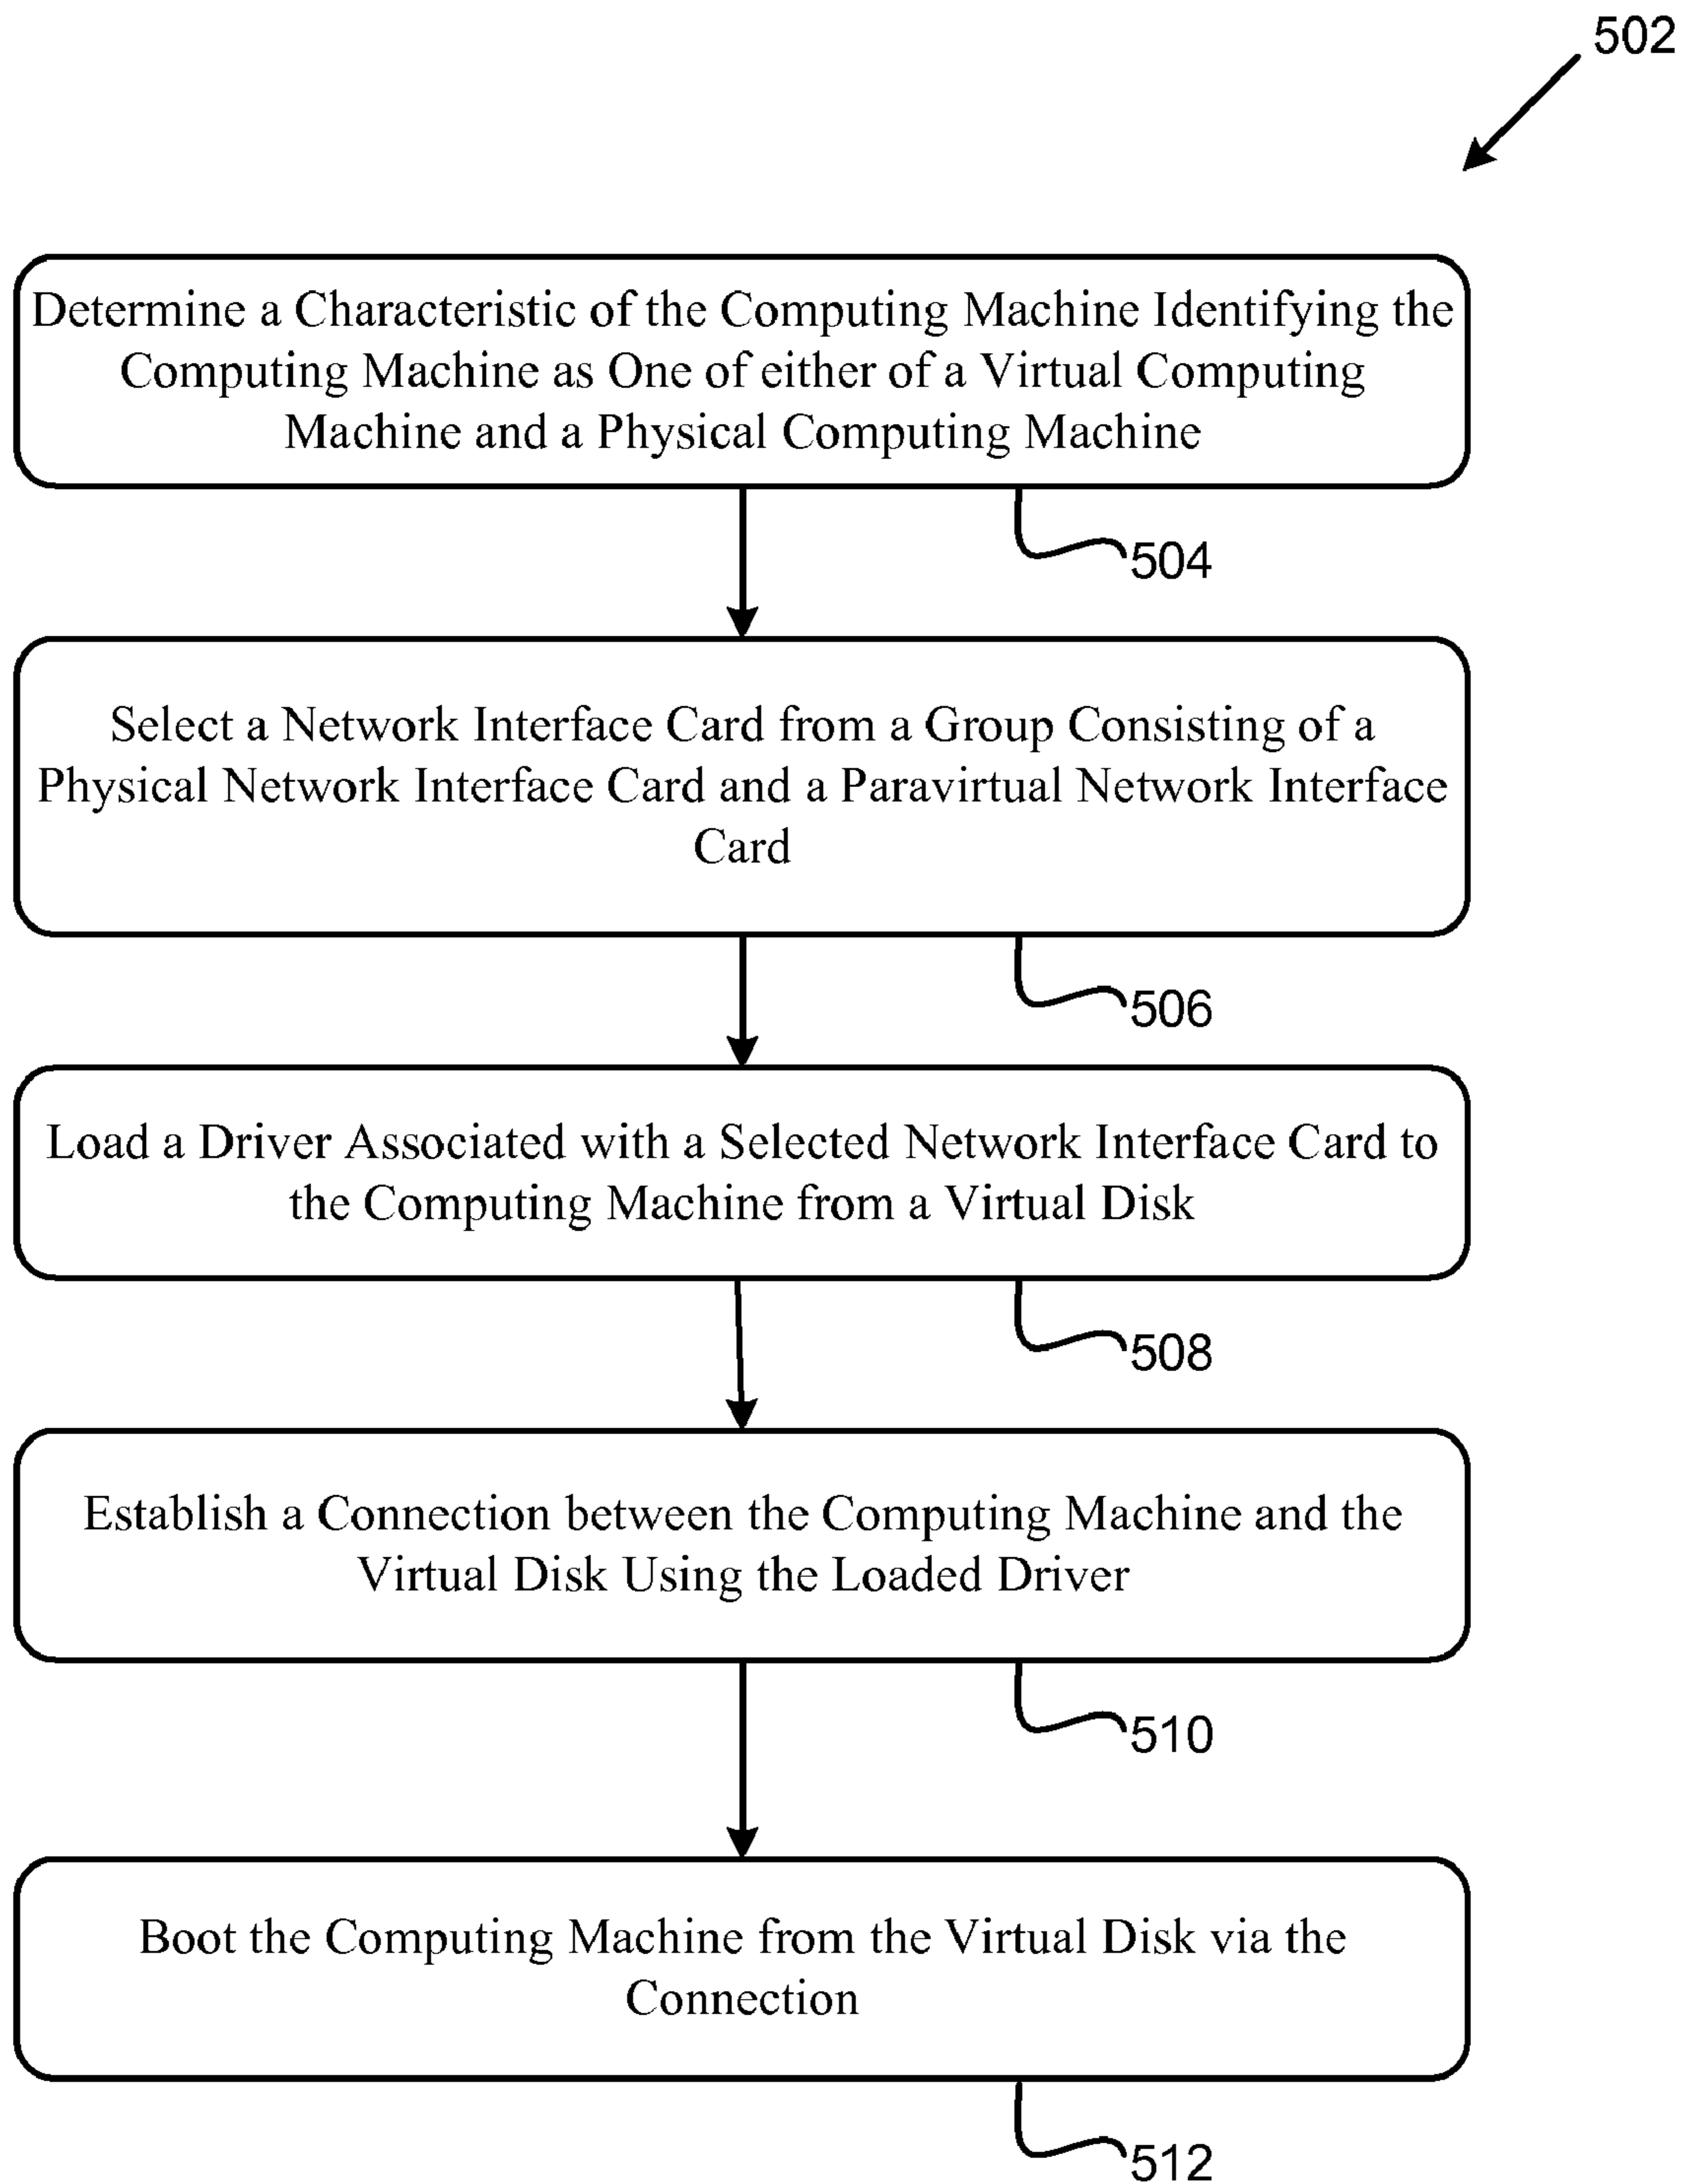 502
Determine a Characteristic of the Computing Machine Identifying the
Computing Machine as One of either of a Virtual Computing
Machine and a Physical Computing Machine
504
Select a Network Interface Card from a Group Consisting of a
Physical Network Interface Card and a Paravirtual Network Interface
Card
506
Load a Driver Associated with a Selected Network Interface Card to
the Computing Machine from a Virtual Disk
508
Establish a Connection between the Computing Machine and the
Virtual Disk Using the Loaded Driver
510
Boot the Computing Machine from the Virtual Disk via the
Connection
512